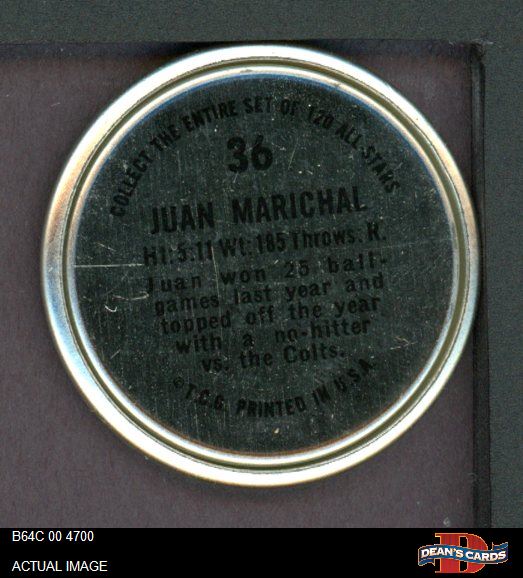 COLLECT THE ENTIRE SET OF 120 ALL STARS
36
JUAN MARICHAL
Ht: 5.11 Wt: 185 Throws: R.
Juan won 25 ball-
games last year and
topped off the year
with a no-hitter
vs. the Colts.
© T.C.G. PRINTED IN U.S.A.
B64C 00 4700
ACTUAL IMAGE
D
DEAN'S CARDS